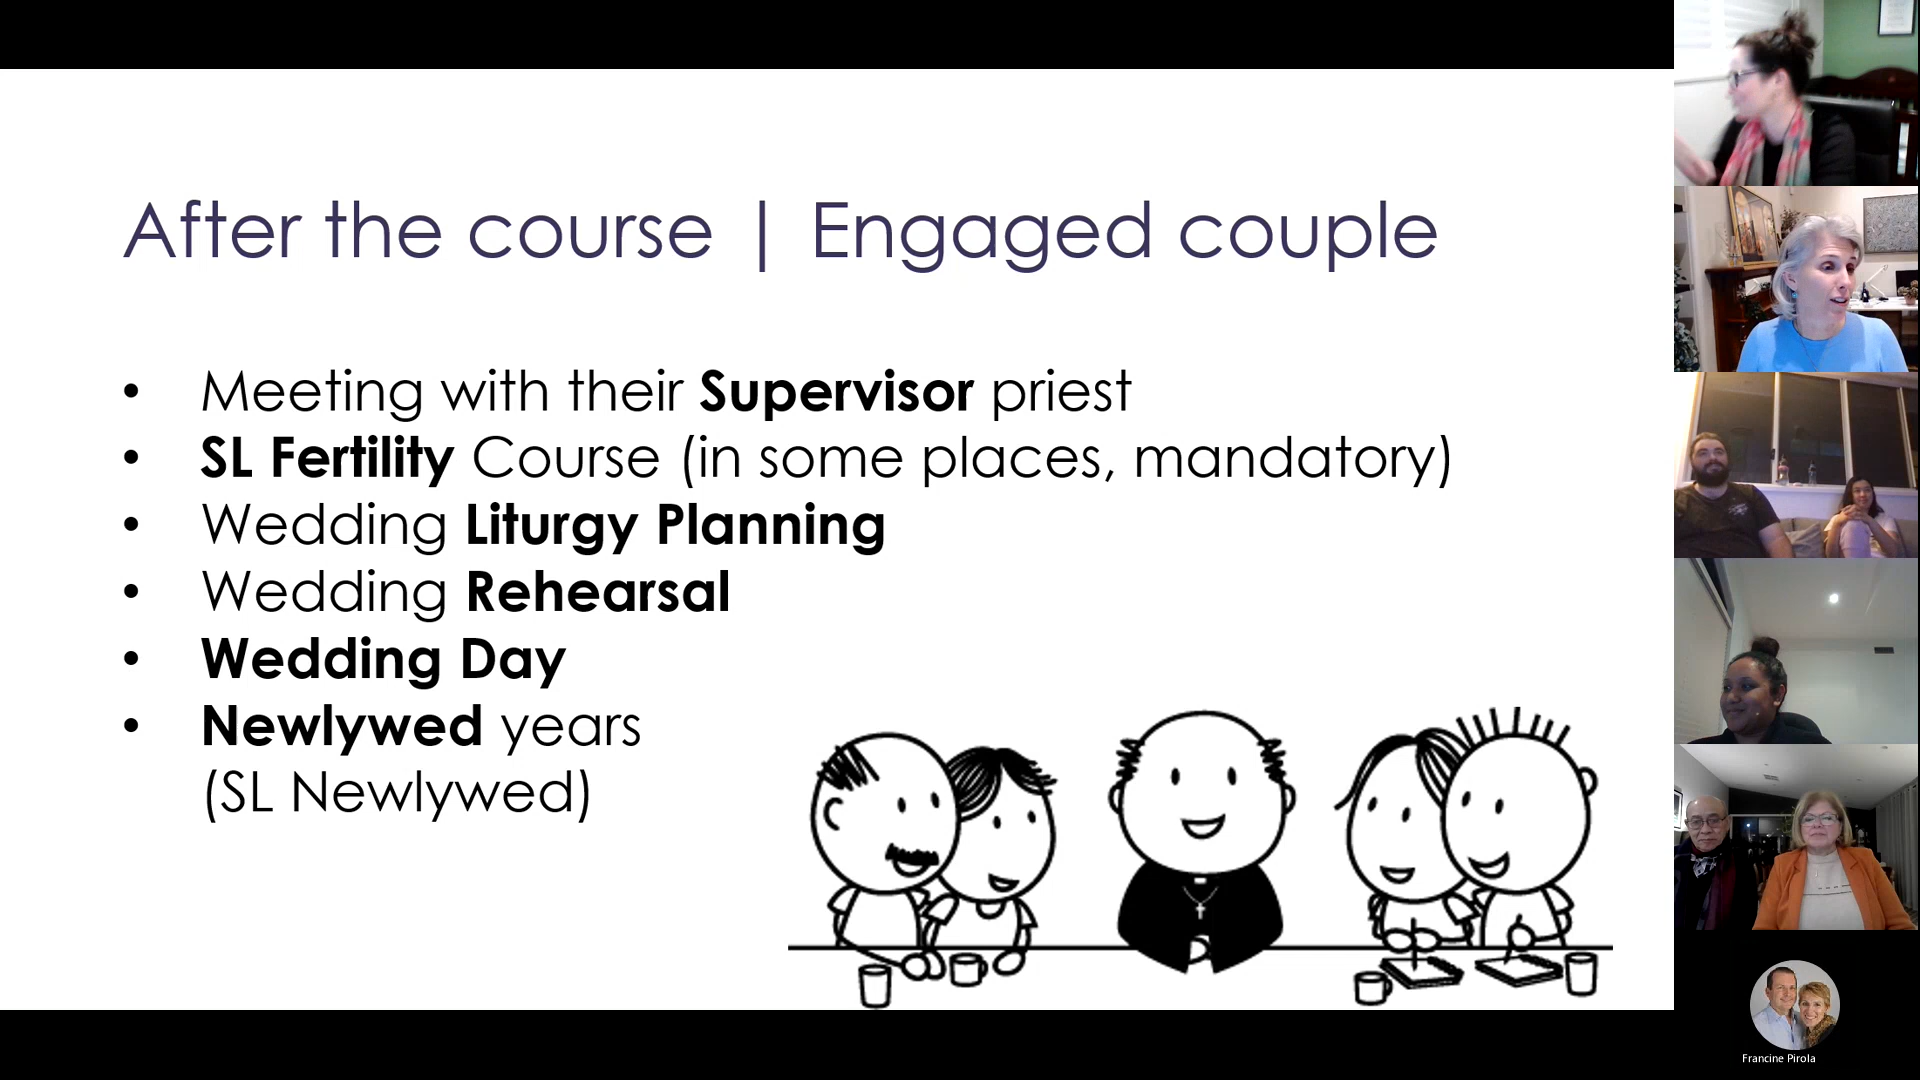 After the course | Engaged couple
• Meeting with their Supervisor priest
• SL Fertility Course (in some places, mandatory)
• Wedding Liturgy Planning
• Wedding Rehearsal
• Wedding Day
• Newlywed years
(SL Newlywed)
Francine Pirola